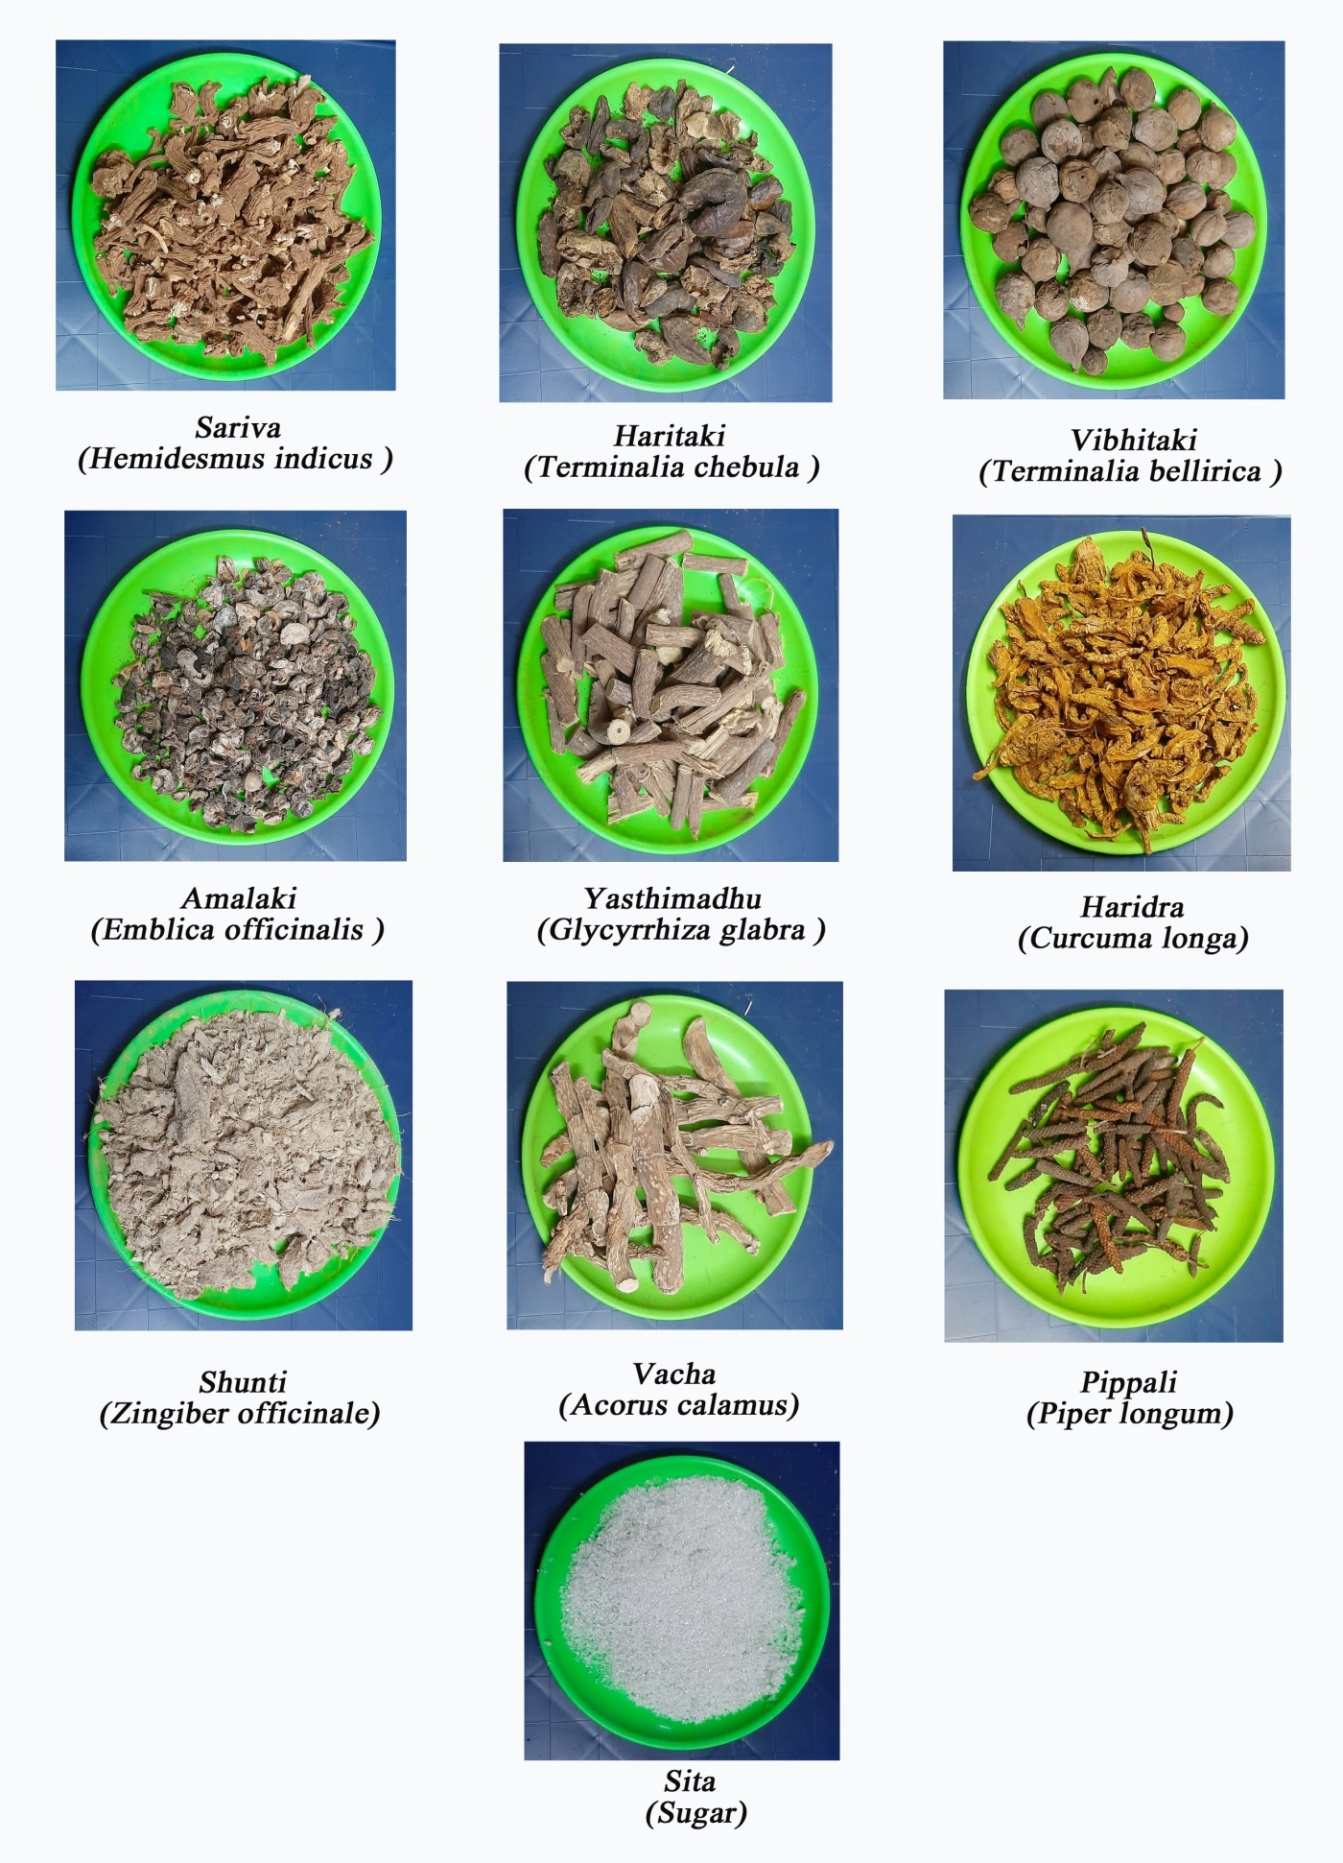 Sariva
(Hemidesmus indicus )
Haritaki
(Terminalia chebula )
Vibhitaki
(Terminalia bellirica )
Amalaki
(Emblica officinalis )
Yasthimadhu
(Glycyrrhiza glabra )
Haridra
(Curcuma longa)
Shunti
(Zingiber officinale)
Vacha
(Acorus calamus)
Pippali
(Piper longum)
Sita
(Sugar)